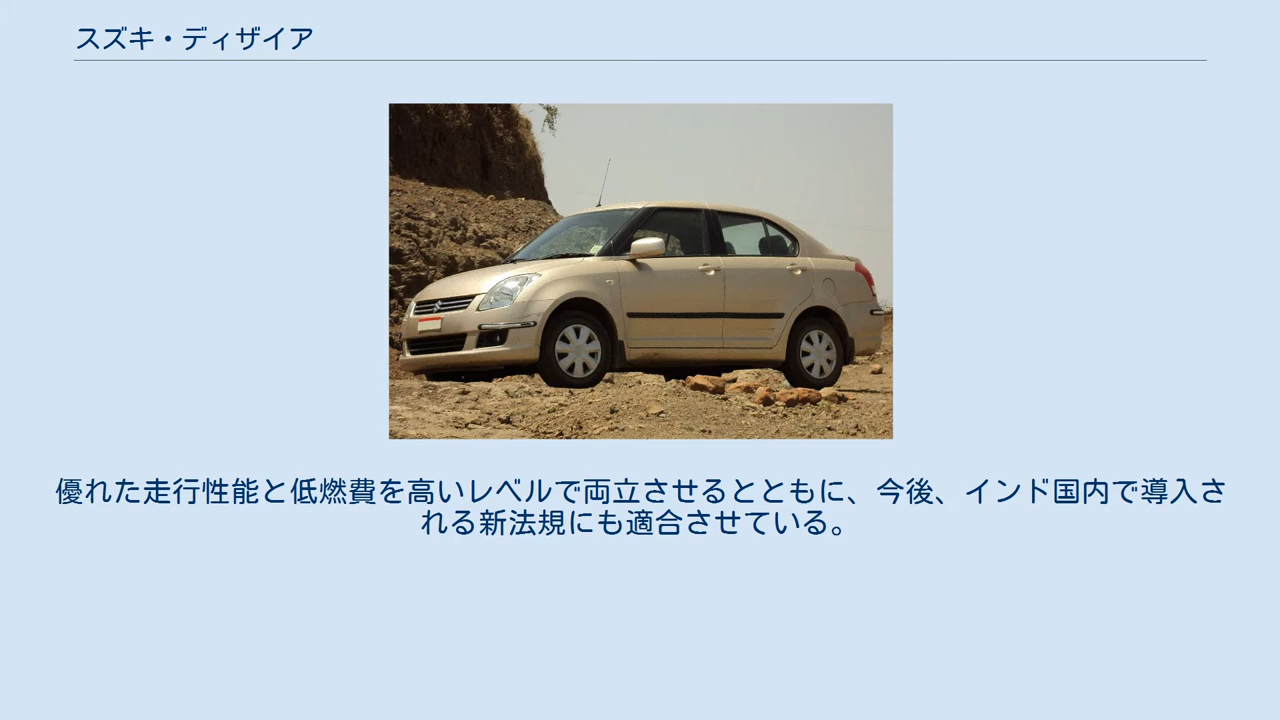 スズキ・ディザイア
優れた走行性能と低燃費を高いレベルで両立させるとともに、今後、インド国内で導入さ
れる新法規にも適合させている。